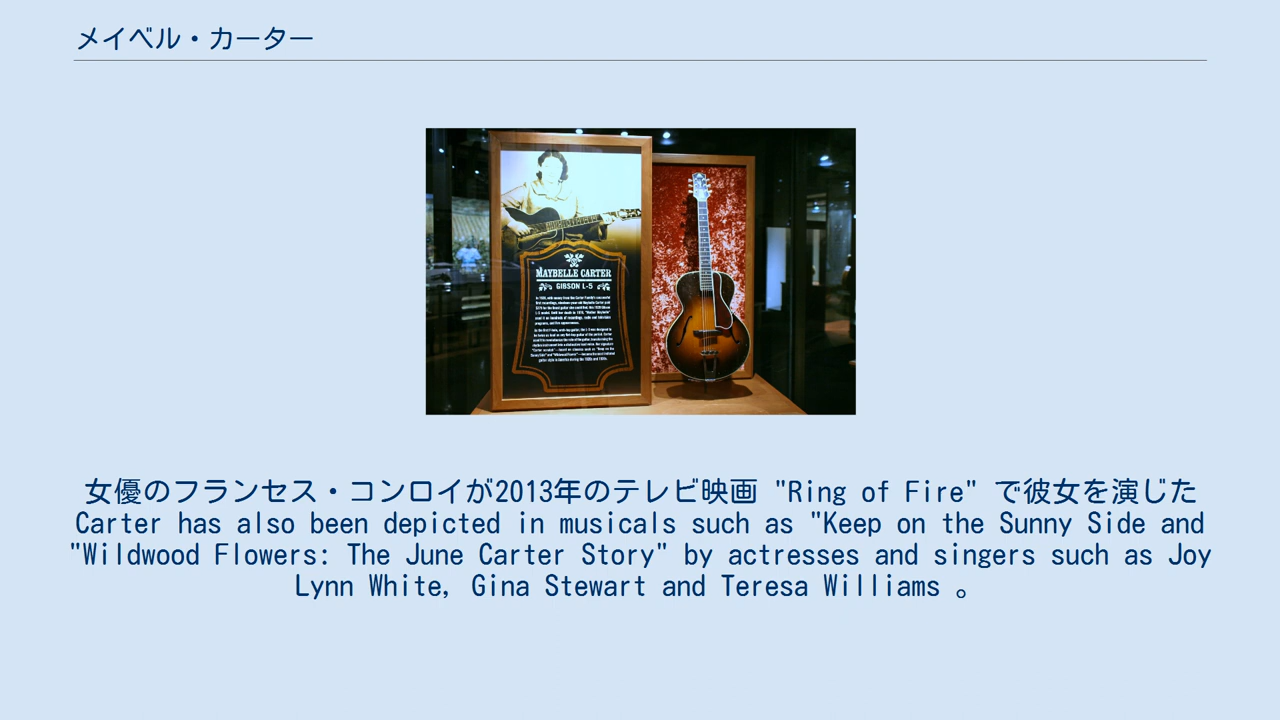 メイベル・カーター
MAYBELLE CARTER
GIBSON L-5
女優のフランセス・コンロイが2013年のテレビ映画 "Ring of Fire" で彼女を演じた
Carter has also been depicted in musicals such as "Keep on the Sunny Side and
"Wildwood Flowers: The June Carter Story" by actresses and singers such as Joy
Lynn White, Gina Stewart and Teresa Williams 。